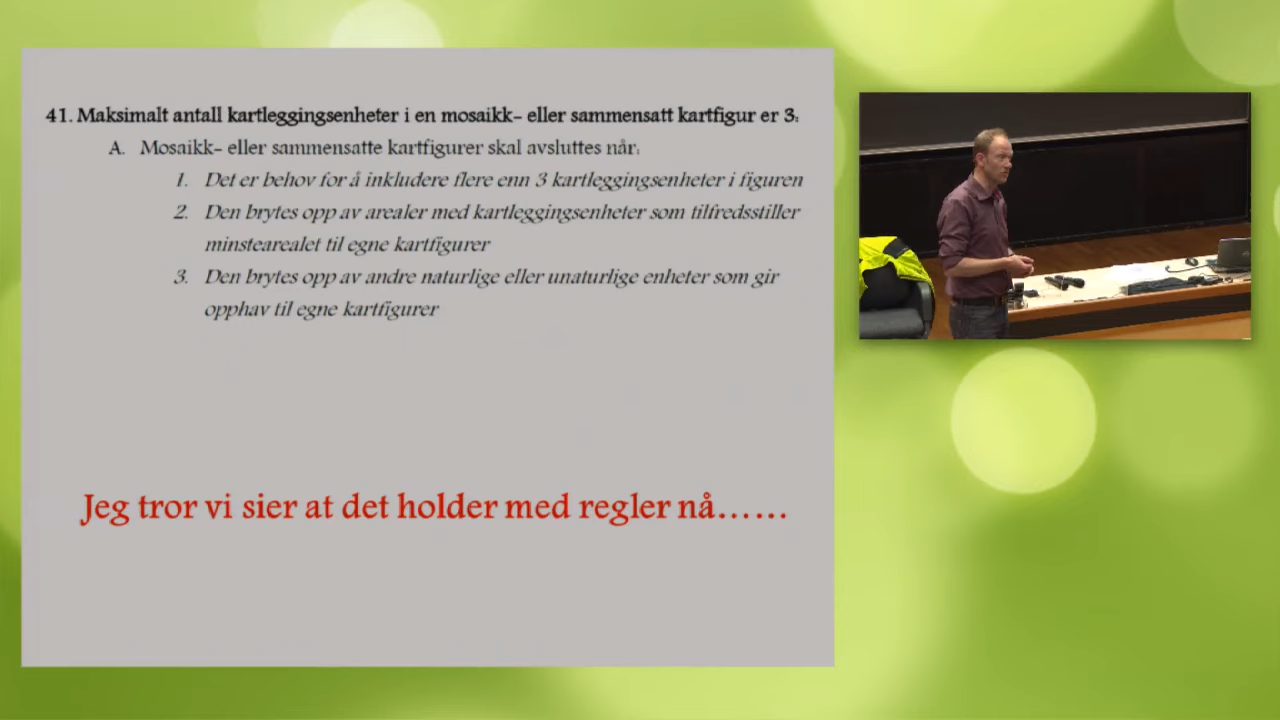 41. Maksimalt antall kartleggingsenheter i en mosaikk- eller sammensatt kartfigur er 3.
A. Mosaikk- eller sammensatte kartfigurer skal avsluttes når:
1. Det er behov for å inkludere flere enn 3 kartleggingsenheter i figuren
2. Den brytes opp av arealer med kartleggingsenheter som tilfredsstiller
minstearealet til egne kartfigurer
3. Den brytes opp av andre naturlige eller unaturlige enheter som gir
opphav til egne kartfigurer
Jeg tror vi sier at det holder med regler nå......